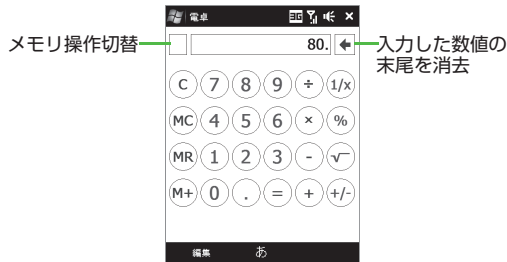 電卓 3G
メモリ操作切替
80.
入力した数値の
末尾を消去
C 7 8 9 ÷ 1/x
MC 4 5 6 × %
MR 1 2 3 - √
M+ 0 . = + +/-
編集 あ